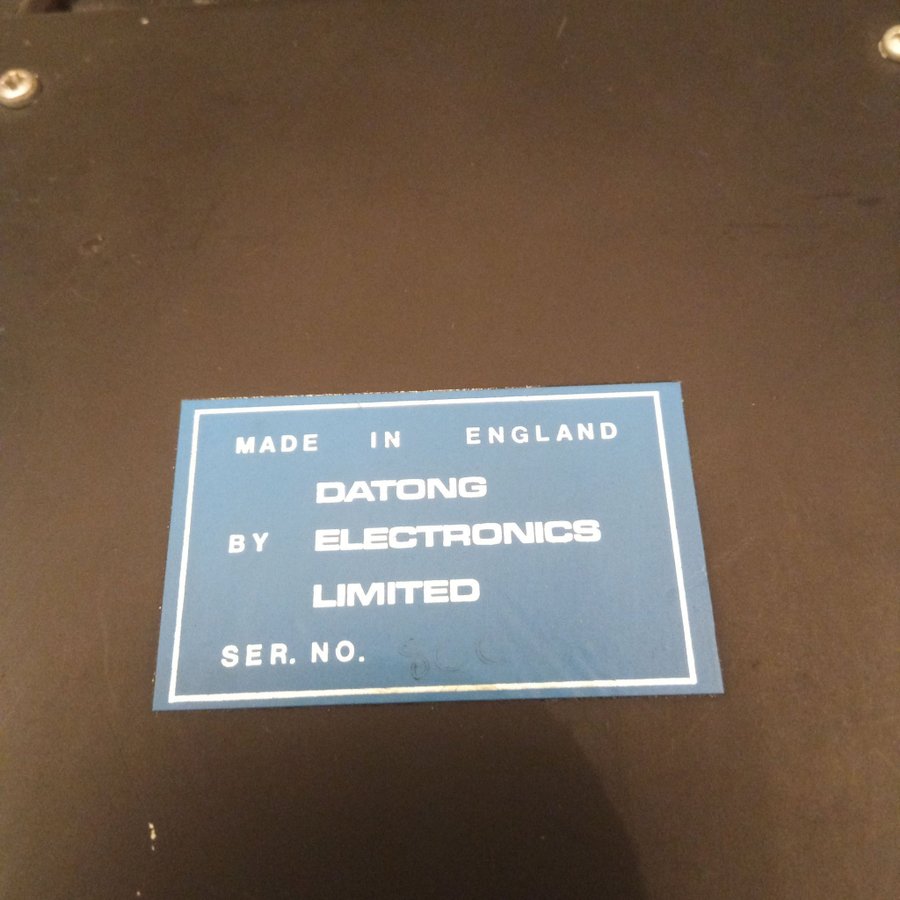 MADE IN ENGLAND
DATONG
BY ELECTRONICS
LIMITED
SER. NO.